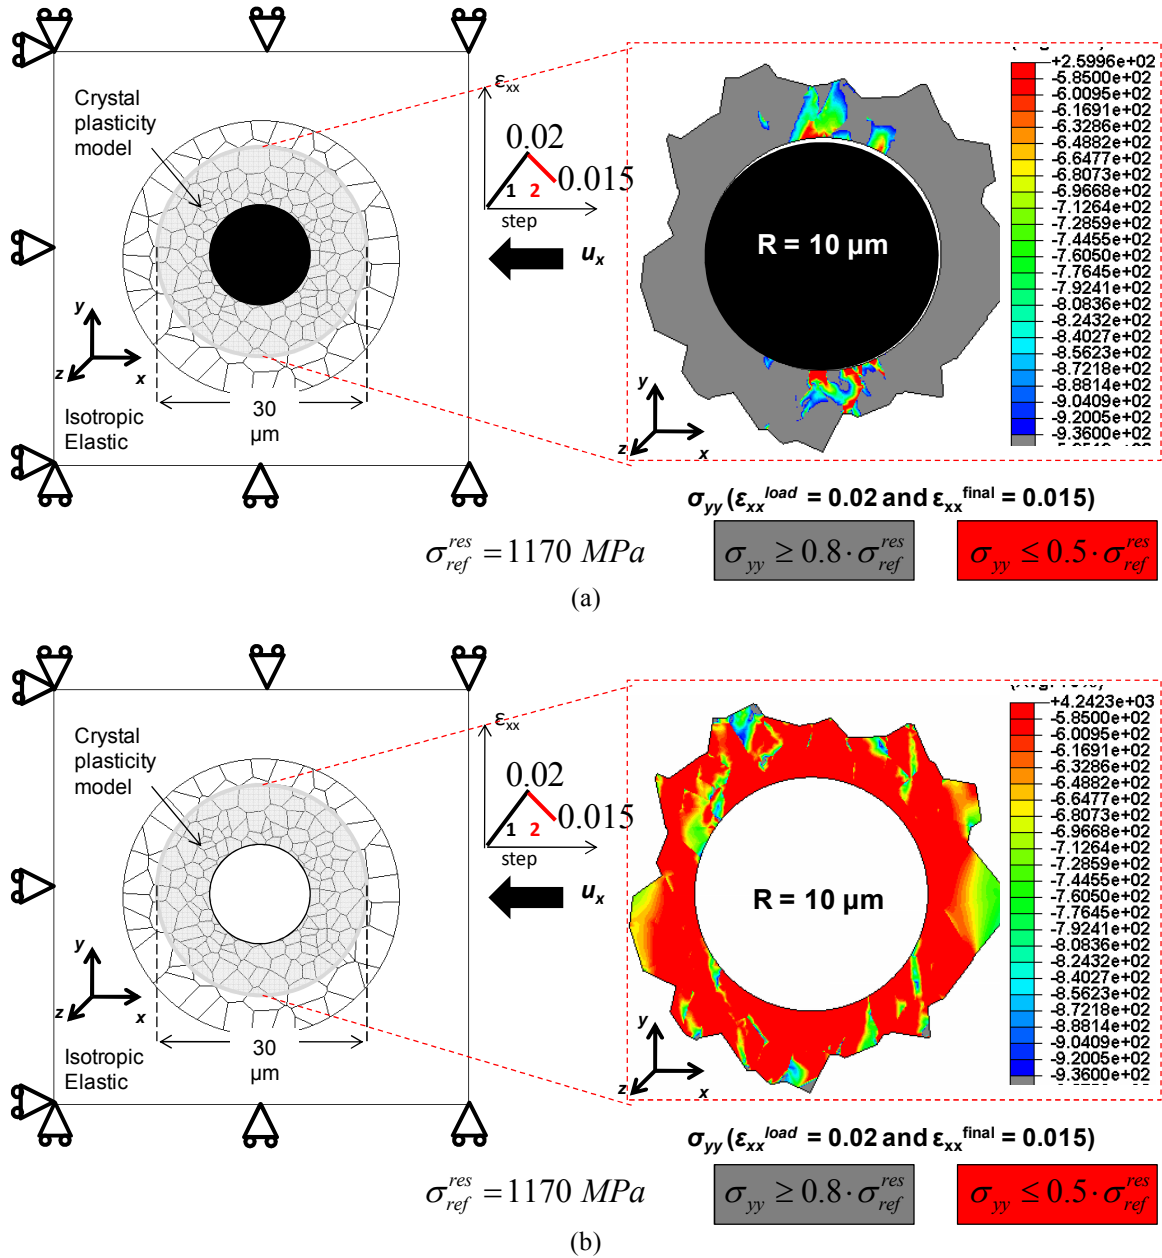 Crystal
plasticity
model
ε_xx
0.02
0.015
1 2
step
u_x
y
z x
Isotropic
Elastic
30
μm
R = 10 μm
y
z x
+2.5996e+02
-5.8500e+02
-6.0095e+02
-6.1691e+02
-6.3286e+02
-6.4882e+02
-6.6477e+02
-6.8073e+02
-6.9668e+02
-7.1264e+02
-7.2859e+02
-7.4455e+02
-7.6050e+02
-7.7645e+02
-7.9241e+02
-8.0836e+02
-8.2432e+02
-8.4027e+02
-8.5623e+02
-8.7218e+02
-8.8814e+02
-9.0409e+02
-9.2005e+02
-9.3600e+02
σ_yy (ε_xx^load = 0.02 and ε_xx^final = 0.015)
σ_ref^res = 1170 MPa
σ_yy ≥ 0.8 · σ_ref^res
σ_yy ≤ 0.5 · σ_ref^res
(a)
Crystal
plasticity
model
ε_xx
0.02
0.015
1 2
step
u_x
y
z x
Isotropic
Elastic
30
μm
R = 10 μm
y
z x
+4.2423e+03
-5.8500e+02
-6.0095e+02
-6.1691e+02
-6.3286e+02
-6.4882e+02
-6.6477e+02
-6.8073e+02
-6.9668e+02
-7.1264e+02
-7.2859e+02
-7.4455e+02
-7.6050e+02
-7.7645e+02
-7.9241e+02
-8.0836e+02
-8.2432e+02
-8.4027e+02
-8.5623e+02
-8.7218e+02
-8.8814e+02
-9.0409e+02
-9.2005e+02
-9.3600e+02
σ_yy (ε_xx^load = 0.02 and ε_xx^final = 0.015)
σ_ref^res = 1170 MPa
σ_yy ≥ 0.8 · σ_ref^res
σ_yy ≤ 0.5 · σ_ref^res
(b)